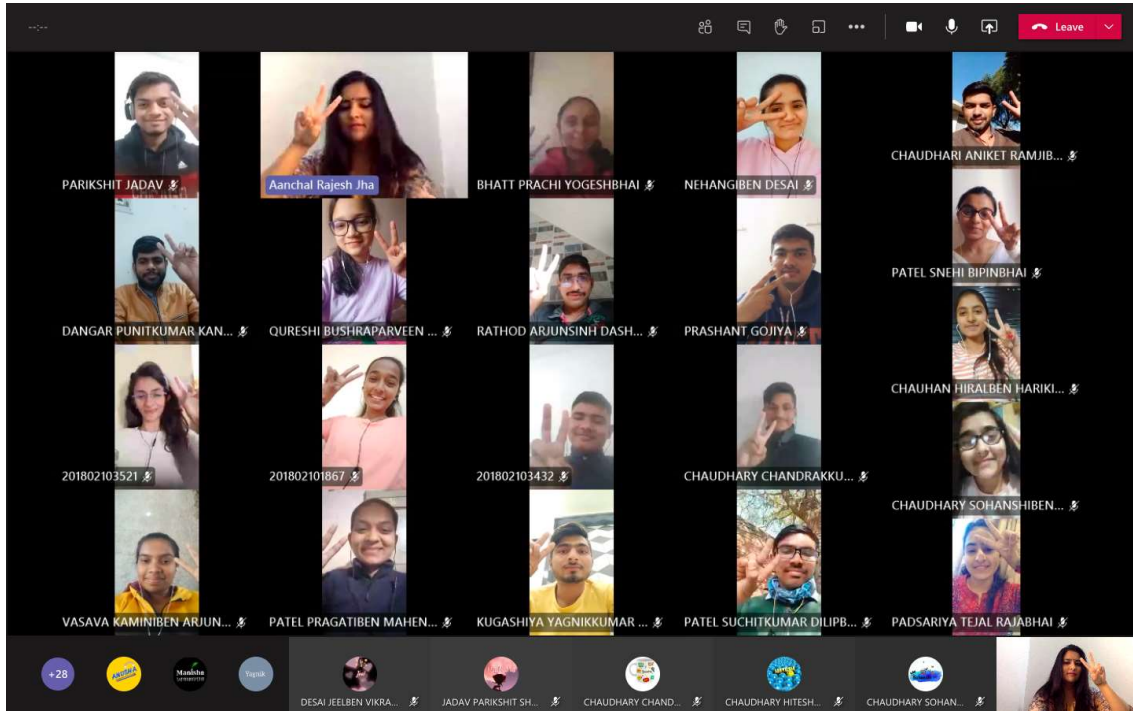 --:--
Leave
PARIKSHIT JADAV
Aanchal Rajesh Jha
BHATT PRACHI YOGESHBHAI
NEHANGIBEN DESAI
CHAUDHARI ANIKET RAMJIB...
PATEL SNEHI BIPINBHAI
DANGAR PUNITKUMAR KAN...
QURESHI BUSHRAPARVEEN ...
RATHOD ARJUNSINH DASH...
PRASHANT GOJIYA
CHAUHAN HIRALBEN HARIKI...
201802103521
201802101867
201802103432
CHAUDHARY CHANDRAKKU...
CHAUDHARY SOHANSHIBEN...
VASAVA KAMINIBEN ARJUN...
PATEL PRAGATIBEN MAHEN...
KUGASHIYA YAGNIKKUMAR ...
PATEL SUCHITKUMAR DILIPB...
PADSARIYA TEJAL RAJABHAI
+28
ANOSHA
Manisha
Yagnik
DESAI JEELBEN VIKRA...
JADAV PARIKSHIT SH...
CHAUDHARY CHAND...
CHAUDHARY HITESH...
CHAUDHARY SOHAN...